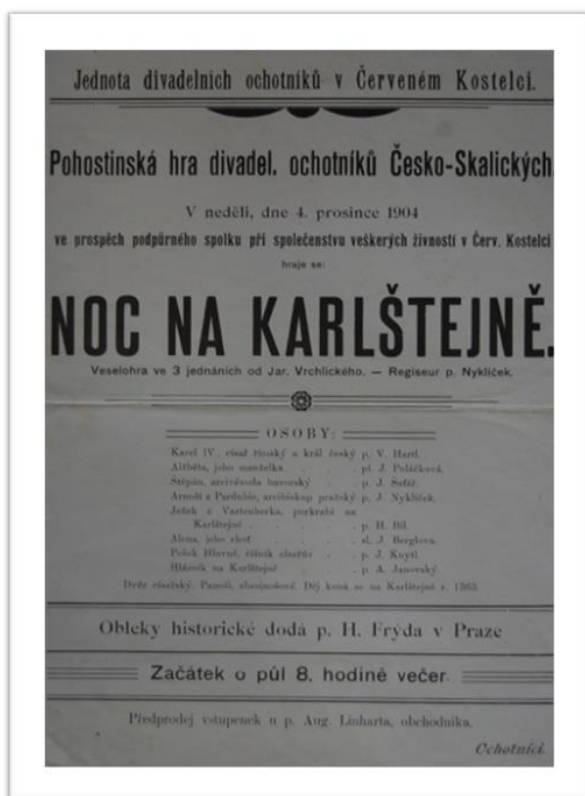 Jednota divadelních ochotníků v Červeném Kostelci.
Pohostinská hra divadel. ochotníků Česko-Skalických
V neděli, dne 4. prosince 1904
ve prospěch podpůrného spolku při společenstvu veškerých živností v Červ. Kostelci
hraje se:
NOC NA KARLŠTEJNĚ.
Veselohra ve 3 jednáních od Jar. Vrchlického. — Regiseur p. Nyklíček.
OSOBY:
Karel IV., císař římský a král český p. V. Hartl.
Alžběta, jeho manželka . . pí. J. Poláčková.
Štěpán, arcivévoda bavorský . p. J. Šafář.
Arnošt z Pardubic, arcibiskup pražský p. J. Nyklíček.
Ješek z Vartenberka, purkrabí na
Karlštejně . . . . p. H. Bil.
Alena, jeho choť . . . sl. J. Berglova.
Pešek Hlavně, číšník císařův . p. J. Knytl.
Hlásník na Karlštejně . . p. A. Janovský.
Dvůr císařský. Panoši, zbrojnošové. Děj koná se na Karlštejně r. 1363.
Obleky historické dodá p. H. Frýda v Praze
Začátek o půl 8. hodině večer.
Předprodej vstupenek u p. Aug. Linharta, obchodníka.
Ochotníci.